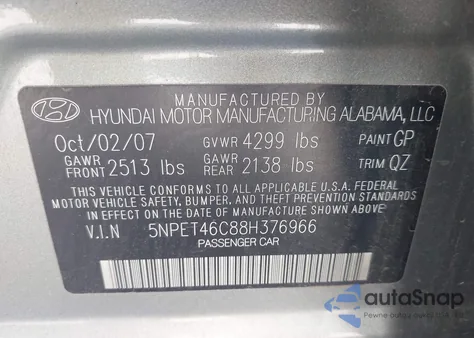 MANUFACTURED BY
HYUNDAI MOTOR MANUFACTURING ALABAMA, LLC
Oct/02/07 GVWR 4299 lbs PAINT GP
GAWR FRONT 2513 lbs GAWR REAR 2138 lbs TRIM QZ
THIS VEHICLE CONFORMS TO ALL APPLICABLE U.S.A. FEDERAL
MOTOR VEHICLE SAFETY, BUMPER, AND THEFT PREVENTION
STANDARDS IN EFFECT ON THE DATE OF MANUFACTURE SHOWN ABOVE.
V.I.N 5NPET46C88H376966
PASSENGER CAR
autoSnap